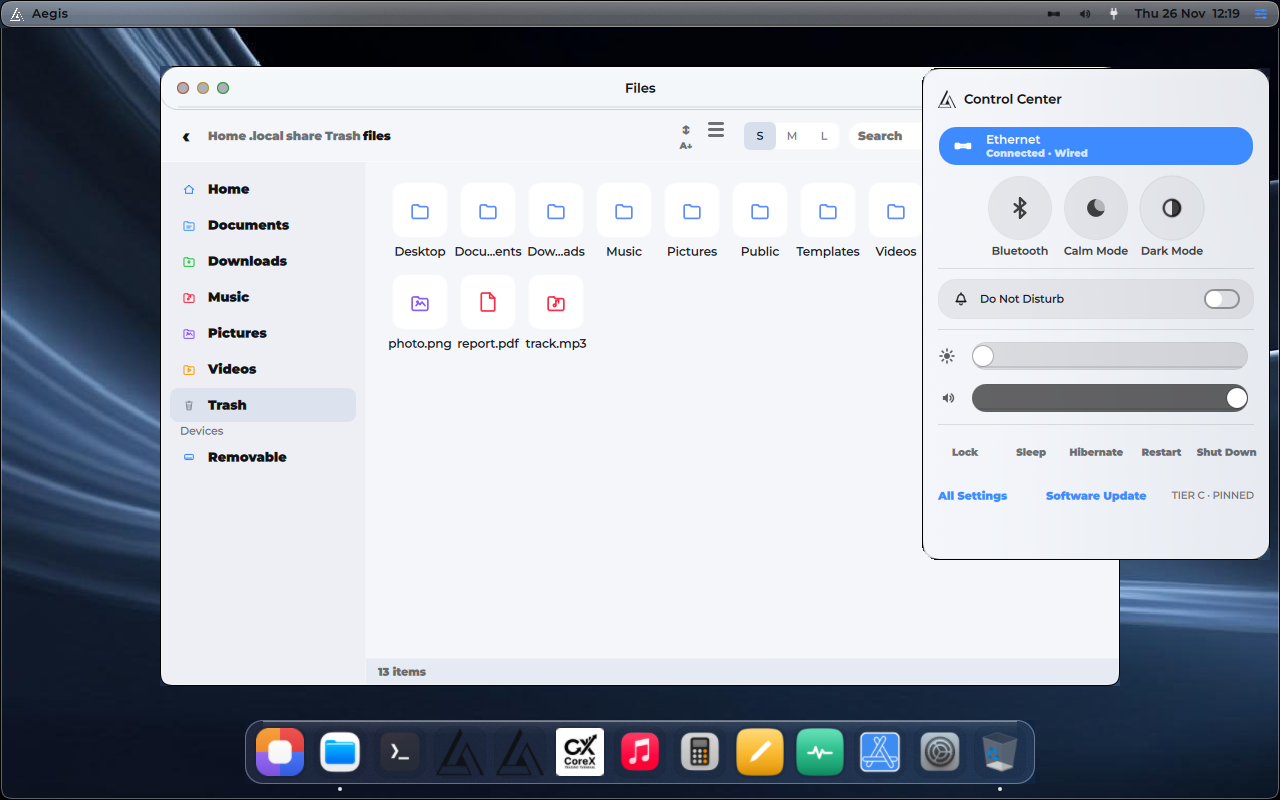 Aegis
Thu 26 Nov 12:19
Files
Home .local share Trash files
A+
S M L
Search
Home
Documents
Downloads
Music
Pictures
Videos
Trash
Devices
Removable
Desktop Docu...ents Dow...ads Music Pictures Public Templates Videos
photo.png report.pdf track.mp3
13 items
Control Center
Ethernet
Connected · Wired
Bluetooth Calm Mode Dark Mode
Do Not Disturb
Lock Sleep Hibernate Restart Shut Down
All Settings Software Update TIER C · PINNED
CX
CoreX